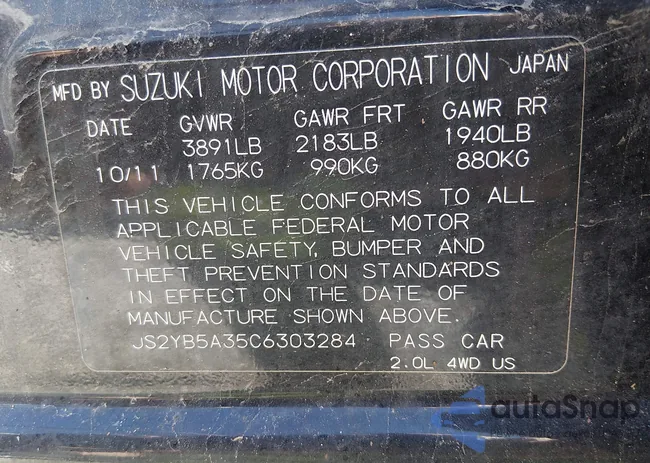 MFD BY SUZUKI MOTOR CORPORATION JAPAN
DATE GVWR GAWR FRT GAWR RR
3891LB 2183LB 1940LB
10/11 1765KG 990KG 880KG
THIS VEHICLE CONFORMS TO ALL
APPLICABLE FEDERAL MOTOR
VEHICLE SAFETY, BUMPER AND
THEFT PREVENTION STANDARDS
IN EFFECT ON THE DATE OF
MANUFACTURE SHOWN ABOVE.
JS2YB5A35C6303284 PASS CAR
2.0L 4WD US
autoSnap